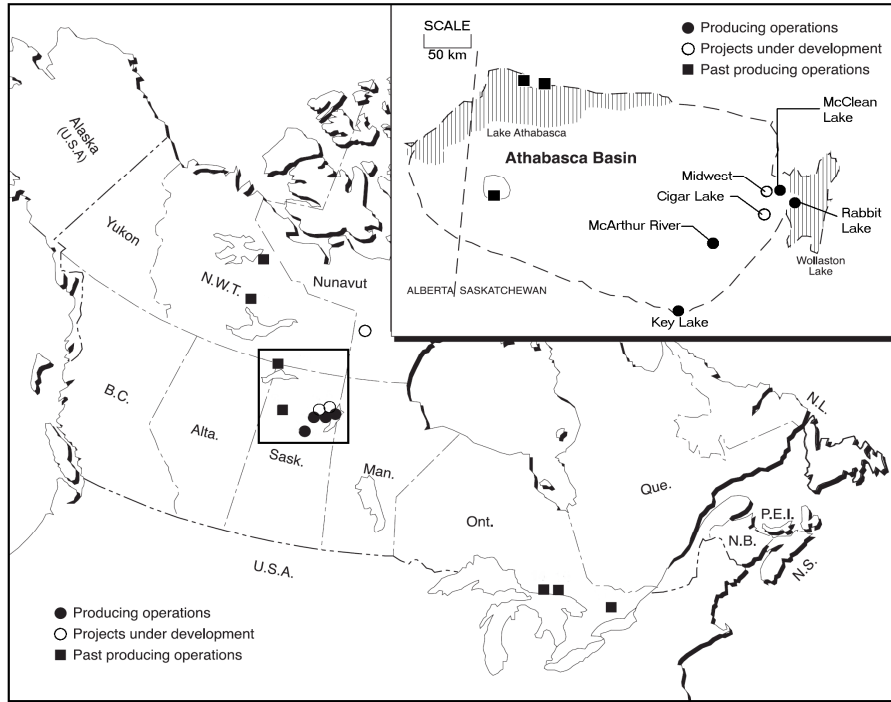 SCALE
50 km
Producing operations
Projects under development
Past producing operations
McClean
Lake
Lake Athabasca
Athabasca Basin
Midwest
Cigar Lake
McArthur River
Rabbit
Lake
Wollaston
Lake
ALBERTA
SASKATCHEWAN
Key Lake
Alaska
(U.S.A)
Yukon
N.W.T.
Nunavut
B.C.
Alta.
Sask.
Man.
Ont.
Que.
N.L.
P.E.I.
N.B.
N.S.
U.S.A.
Producing operations
Projects under development
Past producing operations